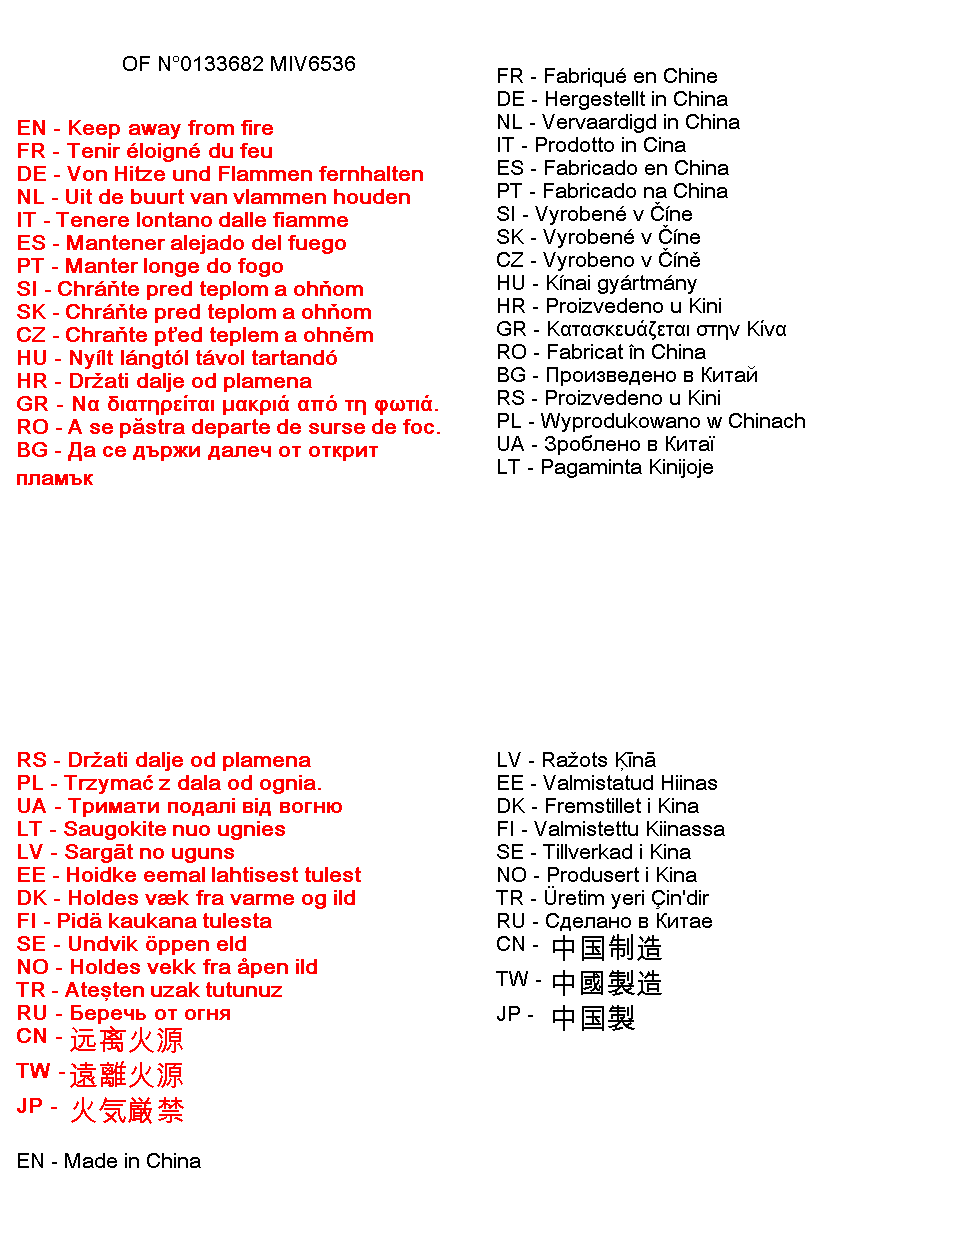 OF N°0133682 MIV6536
EN - Keep away from fire
FR - Tenir éloigné du feu
DE - Von Hitze und Flammen fernhalten
NL - Uit de buurt van vlammen houden
IT - Tenere lontano dalle fiamme
ES - Mantener alejado del fuego
PT - Manter longe do fogo
SI - Chráňte pred teplom a ohňom
SK - Chráňte pred teplom a ohňom
CZ - Chraňte pťed teplem a ohněm
HU - Nyílt lángtól távol tartandó
HR - Držati dalje od plamena
GR - Να διατηρείται μακριά από τη φωτιά.
RO - A se păstra departe de surse de foc.
BG - Да се държи далеч от открит
пламък
RS - Držati dalje od plamena
PL - Trzymać z dala od ognia.
UA - Тримати подалі від вогню
LT - Saugokite nuo ugnies
LV - Sargāt no uguns
EE - Hoidke eemal lahtisest tulest
DK - Holdes væk fra varme og ild
FI - Pidä kaukana tulesta
SE - Undvik öppen eld
NO - Holdes vekk fra åpen ild
TR - Ateşten uzak tutunuz
RU - Беречь от огня
CN - 远离火源
TW - 遠離火源
JP - 火気厳禁
EN - Made in China
FR - Fabriqué en Chine
DE - Hergestellt in China
NL - Vervaardigd in China
IT - Prodotto in Cina
ES - Fabricado en China
PT - Fabricado na China
SI - Vyrobené v Číne
SK - Vyrobené v Číne
CZ - Vyrobeno v Číně
HU - Kínai gyártmány
HR - Proizvedeno u Kini
GR - Κατασκευάζεται στην Κίνα
RO - Fabricat în China
BG - Произведено в Китай
RS - Proizvedeno u Kini
PL - Wyprodukowano w Chinach
UA - Зроблено в Китаї
LT - Pagaminta Kinijoje
LV - Ražots Ķīnā
EE - Valmistatud Hiinas
DK - Fremstillet i Kina
FI - Valmistettu Kiinassa
SE - Tillverkad i Kina
NO - Produsert i Kina
TR - Üretim yeri Çin'dir
RU - Сделано в Китае
CN - 中国制造
TW - 中國製造
JP - 中国製